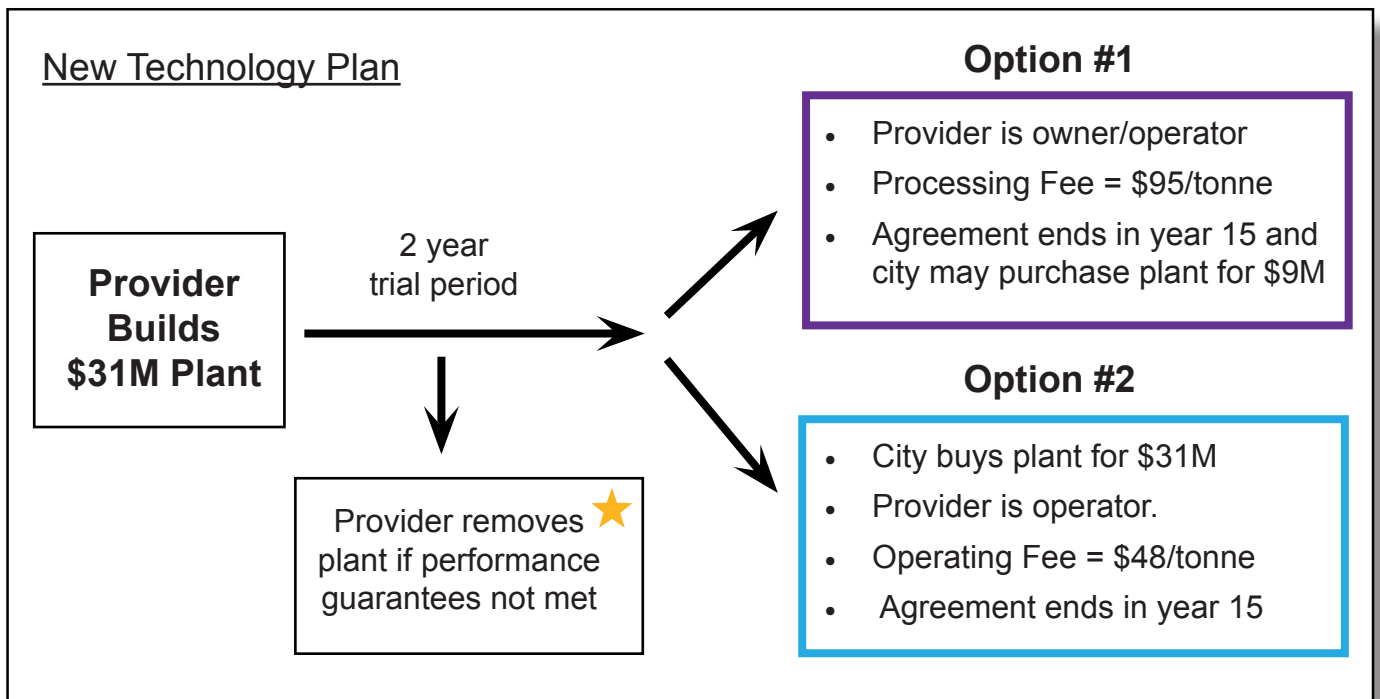 New Technology Plan
Provider
Builds
$31M Plant
2 year
trial period
Provider removes
plant if performance
guarantees not met
Option #1
• Provider is owner/operator
• Processing Fee = $95/tonne
• Agreement ends in year 15 and
city may purchase plant for $9M
Option #2
• City buys plant for $31M
• Provider is operator.
• Operating Fee = $48/tonne
• Agreement ends in year 15